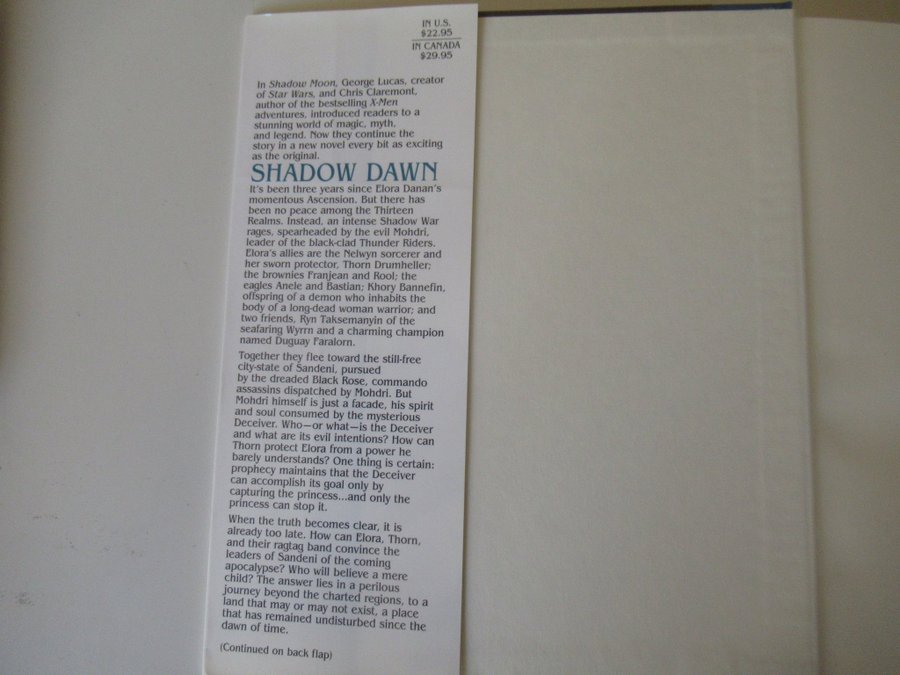 IN U.S.
$22.95
IN CANADA
$29.95
In Shadow Moon, George Lucas, creator
of Star Wars, and Chris Claremont,
author of the bestselling X-Men
adventures, introduced readers to a
stunning world of magic, myth,
and legend. Now they continue the
story in a new novel every bit as exciting
as the original.
SHADOW DAWN
It's been three years since Elora Danan's
momentous Ascension. But there has
been no peace among the Thirteen
Realms. Instead, an intense Shadow War
rages, spearheaded by the evil Mohdri,
leader of the black-clad Thunder Riders.
Elora's allies are the Nelwyn sorcerer and
her sworn protector, Thorn Drumheller;
the brownies Franjean and Rool; the
eagles Anele and Bastian; Khory Bannefin,
offspring of a demon who inhabits the
body of a long-dead woman warrior; and
two friends, Ryn Taksemanyin of the
seafaring Wyrrn and a charming champion
named Duguay Faralorn.
Together they flee toward the still-free
city-state of Sandeni, pursued
by the dreaded Black Rose, commando
assassins dispatched by Mohdri. But
Mohdri himself is just a facade, his spirit
and soul consumed by the mysterious
Deceiver. Who—or what—is the Deceiver
and what are its evil intentions? How can
Thorn protect Elora from a power he
barely understands? One thing is certain:
prophecy maintains that the Deceiver
can accomplish its goal only by
capturing the princess...and only the
princess can stop it.
When the truth becomes clear, it is
already too late. How can Elora, Thorn,
and their ragtag band convince the
leaders of Sandeni of the coming
apocalypse? Who will believe a mere
child? The answer lies in a perilous
journey beyond the charted regions, to a
land that may or may not exist, a place
that has remained undisturbed since the
dawn of time.
(Continued on back flap)